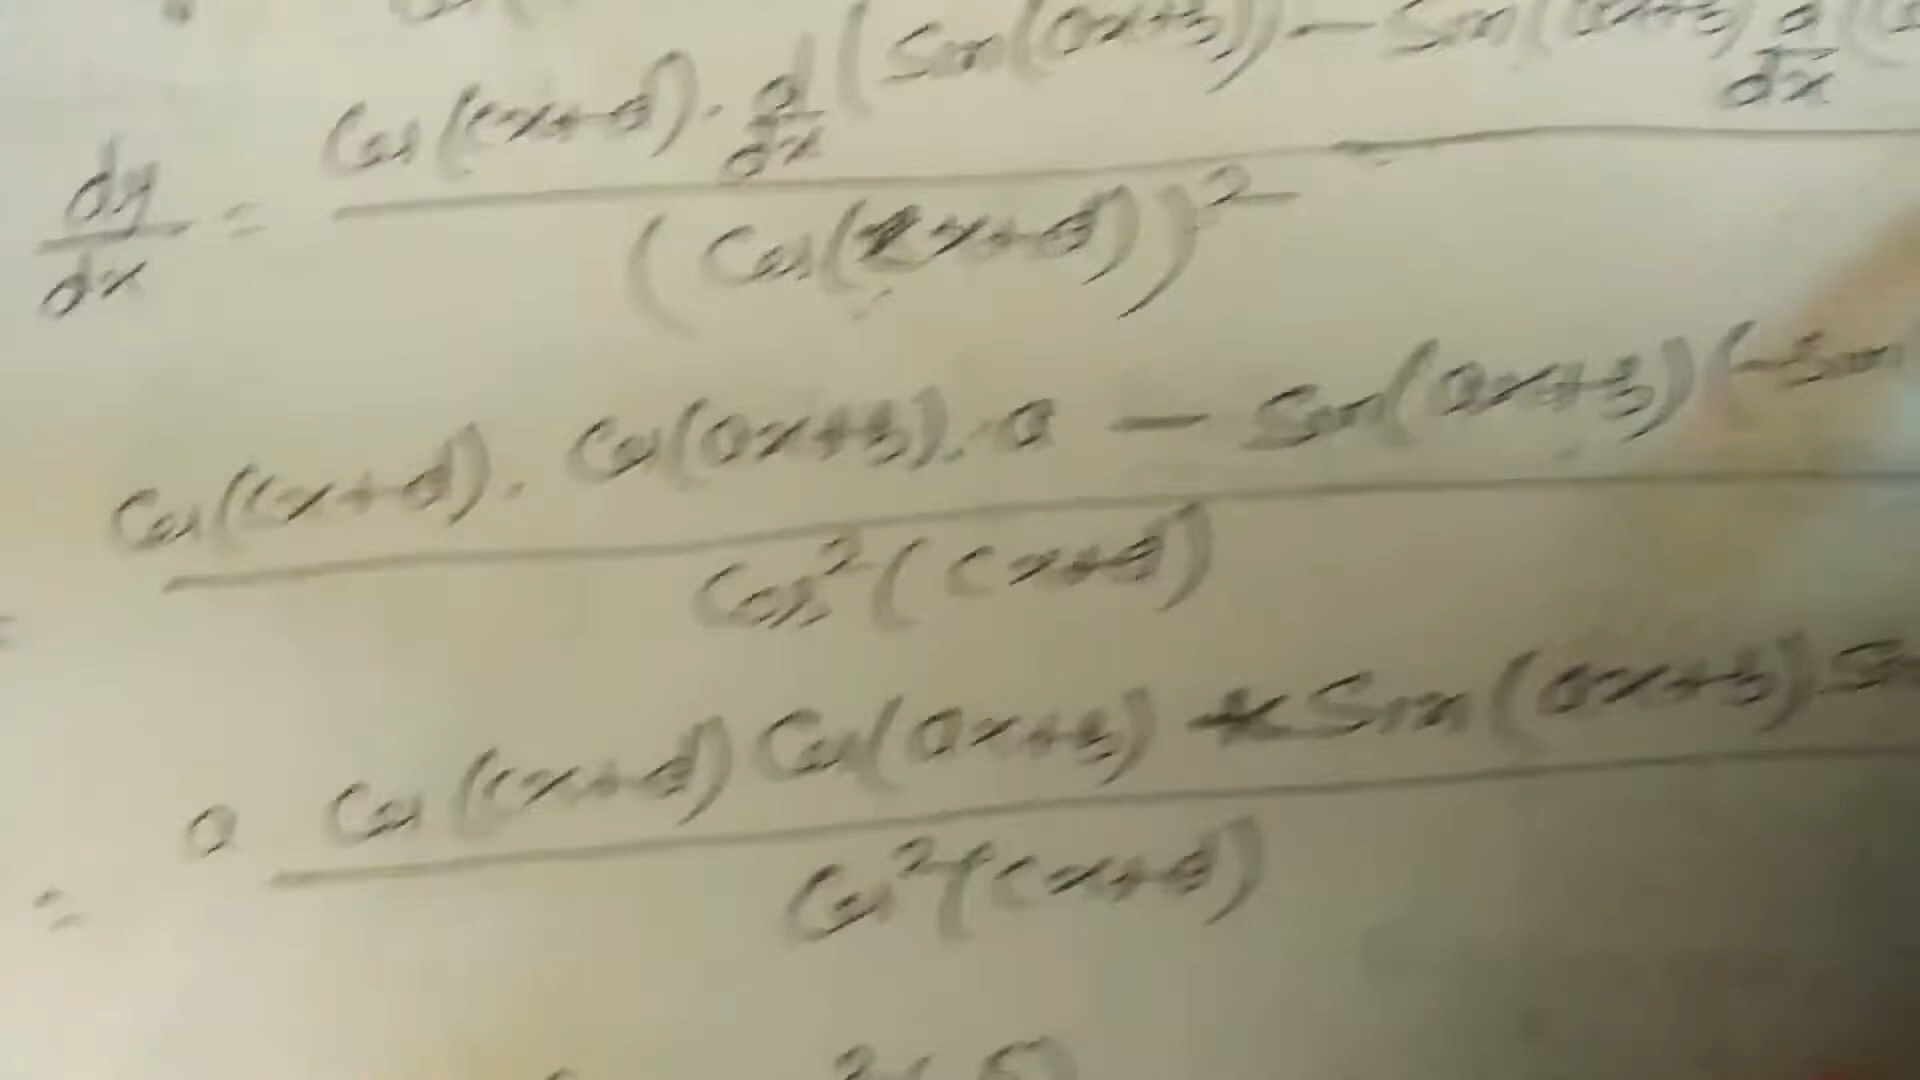 dy/dx = Cos(cx+d). d/dx (Sin(ax+b)) - Sin(ax+b) d/dx (C
(Cos(cx+d))²
= Cos(cx+d). Cos(ax+b). a - Sin(ax+b) (-Sin
Cos²(cx+d)
= a Cos(cx+d) Cos(ax+b) + Sin(ax+b) Si
Cos²(cx+d)